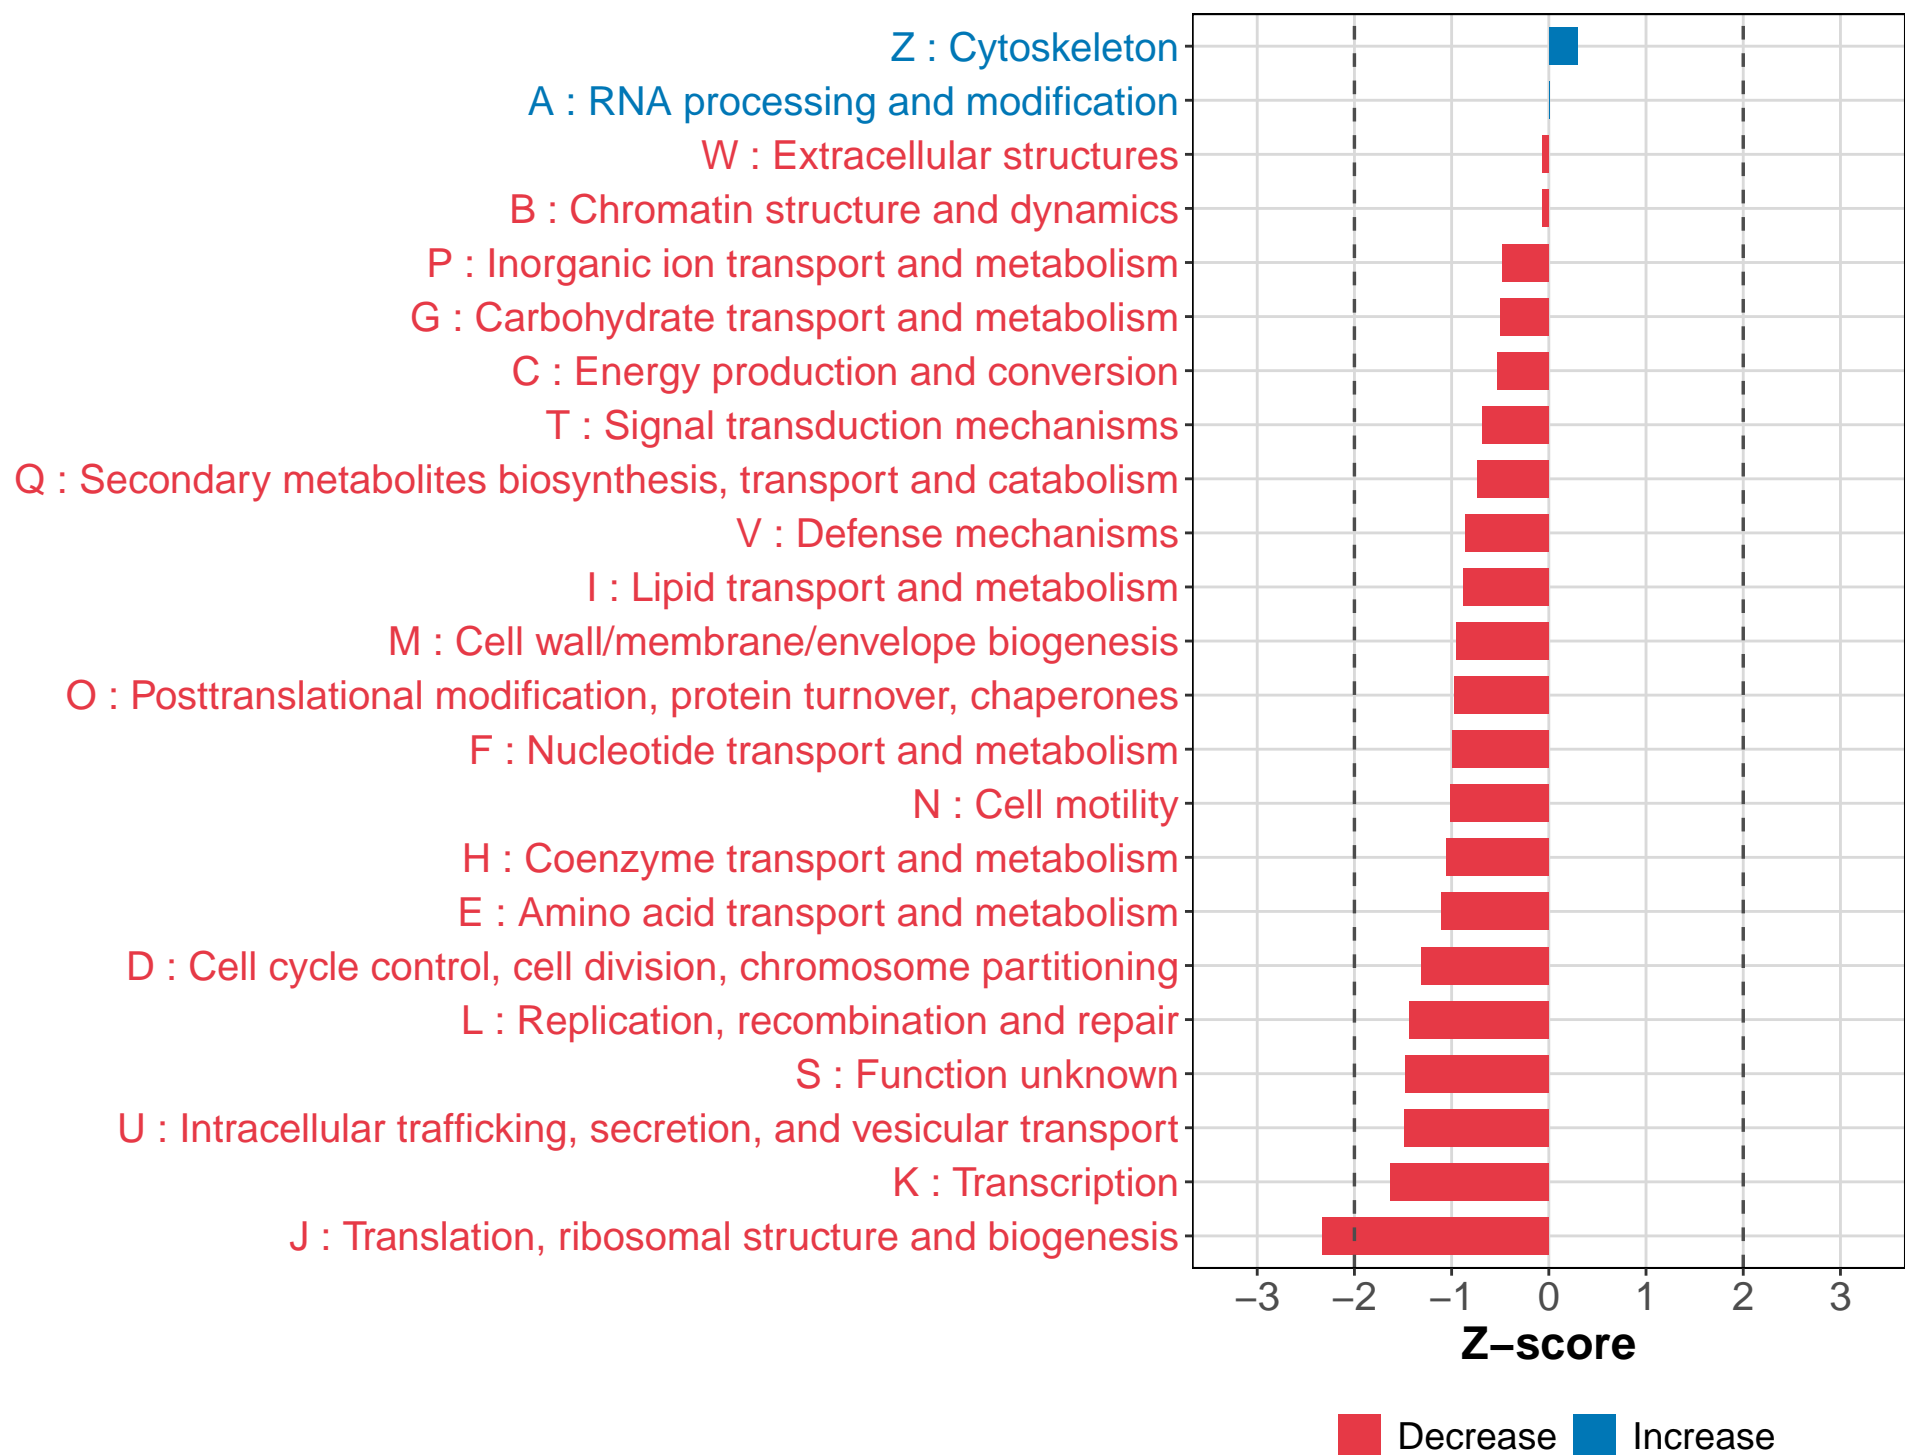 Z : Cytoskeleton
A : RNA processing and modification
W : Extracellular structures
B : Chromatin structure and dynamics
P : Inorganic ion transport and metabolism
G : Carbohydrate transport and metabolism
C : Energy production and conversion
T : Signal transduction mechanisms
Q : Secondary metabolites biosynthesis, transport and catabolism
V : Defense mechanisms
I : Lipid transport and metabolism
M : Cell wall/membrane/envelope biogenesis
O : Posttranslational modification, protein turnover, chaperones
F : Nucleotide transport and metabolism
N : Cell motility
H : Coenzyme transport and metabolism
E : Amino acid transport and metabolism
D : Cell cycle control, cell division, chromosome partitioning
L : Replication, recombination and repair
S : Function unknown
U : Intracellular trafficking, secretion, and vesicular transport
K : Transcription
J : Translation, ribosomal structure and biogenesis
−3 −2 −1 0 1 2 3
Z−score
Decrease Increase